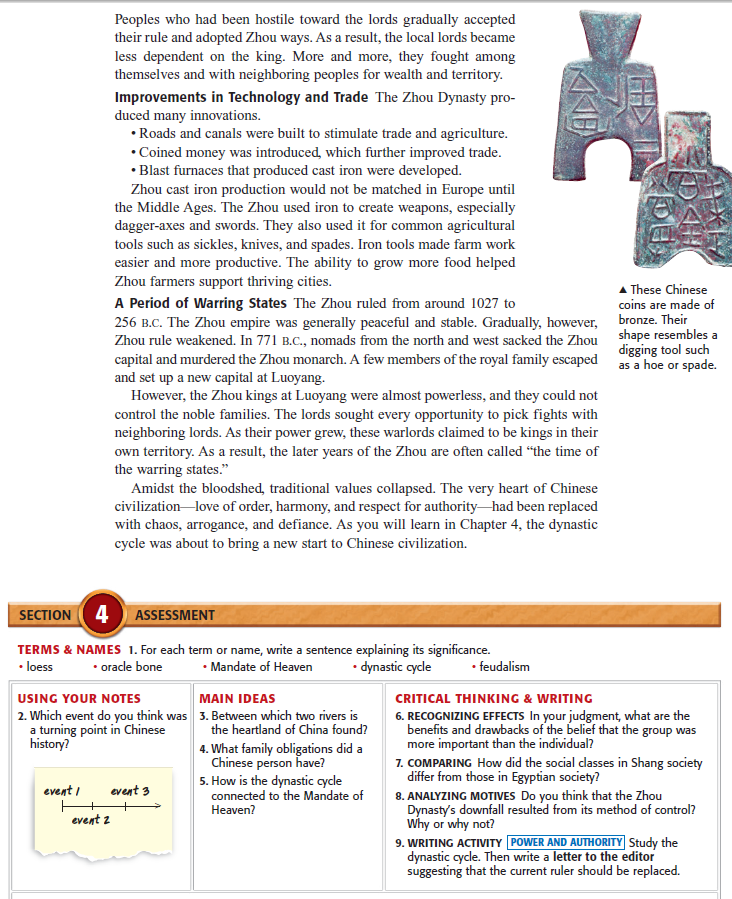 Peoples who had been hostile toward the lords gradually accepted
their rule and adopted Zhou ways. As a result, the local lords became
less dependent on the king. More and more, they fought among
themselves and with neighboring peoples for wealth and territory.
Improvements in Technology and Trade The Zhou Dynasty pro-
duced many innovations.
• Roads and canals were built to stimulate trade and agriculture.
• Coined money was introduced, which further improved trade.
• Blast furnaces that produced cast iron were developed.
Zhou cast iron production would not be matched in Europe until
the Middle Ages. The Zhou used iron to create weapons, especially
dagger-axes and swords. They also used it for common agricultural
tools such as sickles, knives, and spades. Iron tools made farm work
easier and more productive. The ability to grow more food helped
Zhou farmers support thriving cities.
A Period of Warring States The Zhou ruled from around 1027 to
256 B.C. The Zhou empire was generally peaceful and stable. Gradually, however,
Zhou rule weakened. In 771 B.C., nomads from the north and west sacked the Zhou
capital and murdered the Zhou monarch. A few members of the royal family escaped
and set up a new capital at Luoyang.
However, the Zhou kings at Luoyang were almost powerless, and they could not
control the noble families. The lords sought every opportunity to pick fights with
neighboring lords. As their power grew, these warlords claimed to be kings in their
own territory. As a result, the later years of the Zhou are often called “the time of
the warring states.”
Amidst the bloodshed, traditional values collapsed. The very heart of Chinese
civilization—love of order, harmony, and respect for authority—had been replaced
with chaos, arrogance, and defiance. As you will learn in Chapter 4, the dynastic
cycle was about to bring a new start to Chinese civilization.
▲ These Chinese
coins are made of
bronze. Their
shape resembles a
digging tool such
as a hoe or spade.
SECTION 4 ASSESSMENT
TERMS & NAMES 1. For each term or name, write a sentence explaining its significance.
• loess • oracle bone • Mandate of Heaven • dynastic cycle • feudalism
USING YOUR NOTES
2. Which event do you think was
a turning point in Chinese
history?
event 1 event 3
event 2
MAIN IDEAS
3. Between which two rivers is
the heartland of China found?
4. What family obligations did a
Chinese person have?
5. How is the dynastic cycle
connected to the Mandate of
Heaven?
CRITICAL THINKING & WRITING
6. RECOGNIZING EFFECTS In your judgment, what are the
benefits and drawbacks of the belief that the group was
more important than the individual?
7. COMPARING How did the social classes in Shang society
differ from those in Egyptian society?
8. ANALYZING MOTIVES Do you think that the Zhou
Dynasty’s downfall resulted from its method of control?
Why or why not?
9. WRITING ACTIVITY POWER AND AUTHORITY Study the
dynastic cycle. Then write a letter to the editor
suggesting that the current ruler should be replaced.